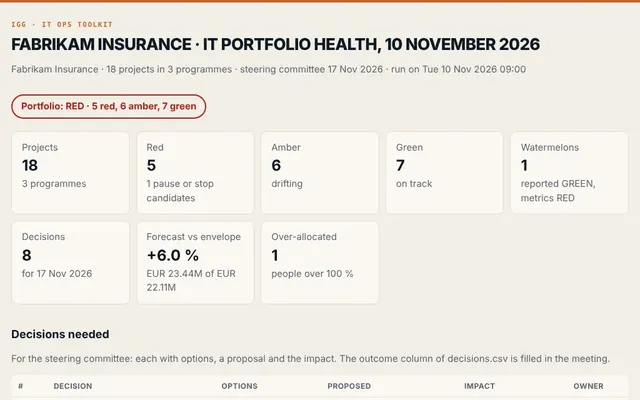 IGG · IT OPS TOOLKIT
FABRIKAM INSURANCE · IT PORTFOLIO HEALTH, 10 NOVEMBER 2026
Fabrikam Insurance · 18 projects in 3 programmes · steering committee 17 Nov 2026 · run on Tue 10 Nov 2026 09:00
Portfolio: RED · 5 red, 6 amber, 7 green
Projects
18
3 programmes
Red
5
1 pause or stop
candidates
Amber
6
drifting
Green
7
on track
Watermelons
1
reported GREEN,
metrics RED
Decisions
8
for 17 Nov 2026
Forecast vs envelope
+6.0 %
EUR 23.44M of EUR
22.11M
Over-allocated
1
people over 100 %
Decisions needed
For the steering committee: each with options, a proposal and the impact. The outcome column of decisions.csv is filled in the meeting.
# DECISION OPTIONS PROPOSED IMPACT OWNER